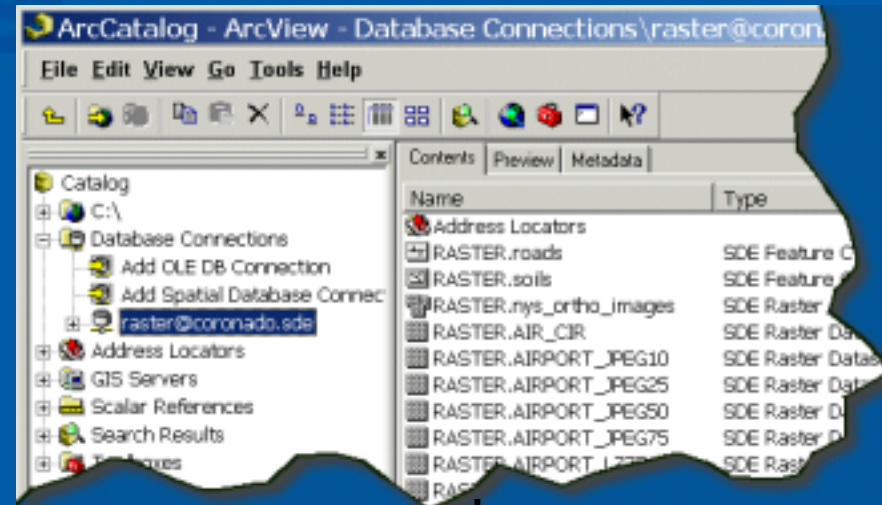 ArcCatalog - ArcView - Database Connections\raster@coron
File Edit View Go Tools Help
Contents Preview Metadata
Catalog
C:\
Database Connections
Add OLE DB Connection
Add Spatial Database Connec
raster@coronado.sde
Address Locators
GIS Servers
Scalar References
Search Results
Name Type
Address Locators
RASTER.roads SDE Feature C
RASTER.soils SDE Feature
RASTER.nys_ortho_images SDE Raster
RASTER.AIR_CIR SDE Raster Da
RASTER.AIRPORT_JPEG10 SDE Raster Datas
RASTER.AIRPORT_JPEG25 SDE Raster Data
RASTER.AIRPORT_JPEG50 SDE Raster D
RASTER.AIRPORT_JPEG75 SDE Raster D
SDE Rast
RAS